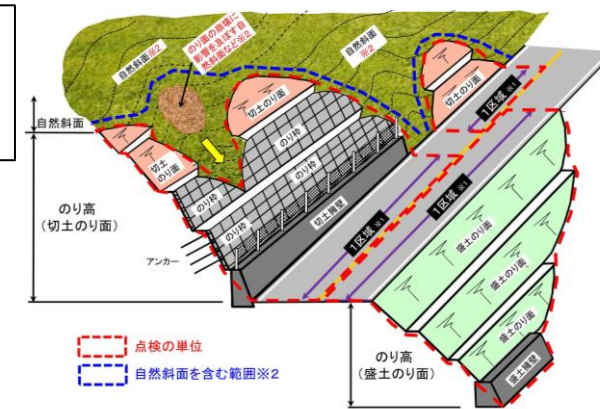 自然斜面※2
のり面の崩壊に
影響を及ぼす自
然斜面など※2
自然斜面
※2
切土のり面
1区域 ※1
自然斜面
切土
のり面
切土のり面
のり枠
のり枠
のり枠
のり枠
のり高
(切土のり面)
切土擁壁
1区域 ※1
1区域 ※1
アンカー
盛土のり面
盛土のり面
盛土のり面
盛土擁壁
のり高
(盛土のり面)
点検の単位
自然斜面を含む範囲※2